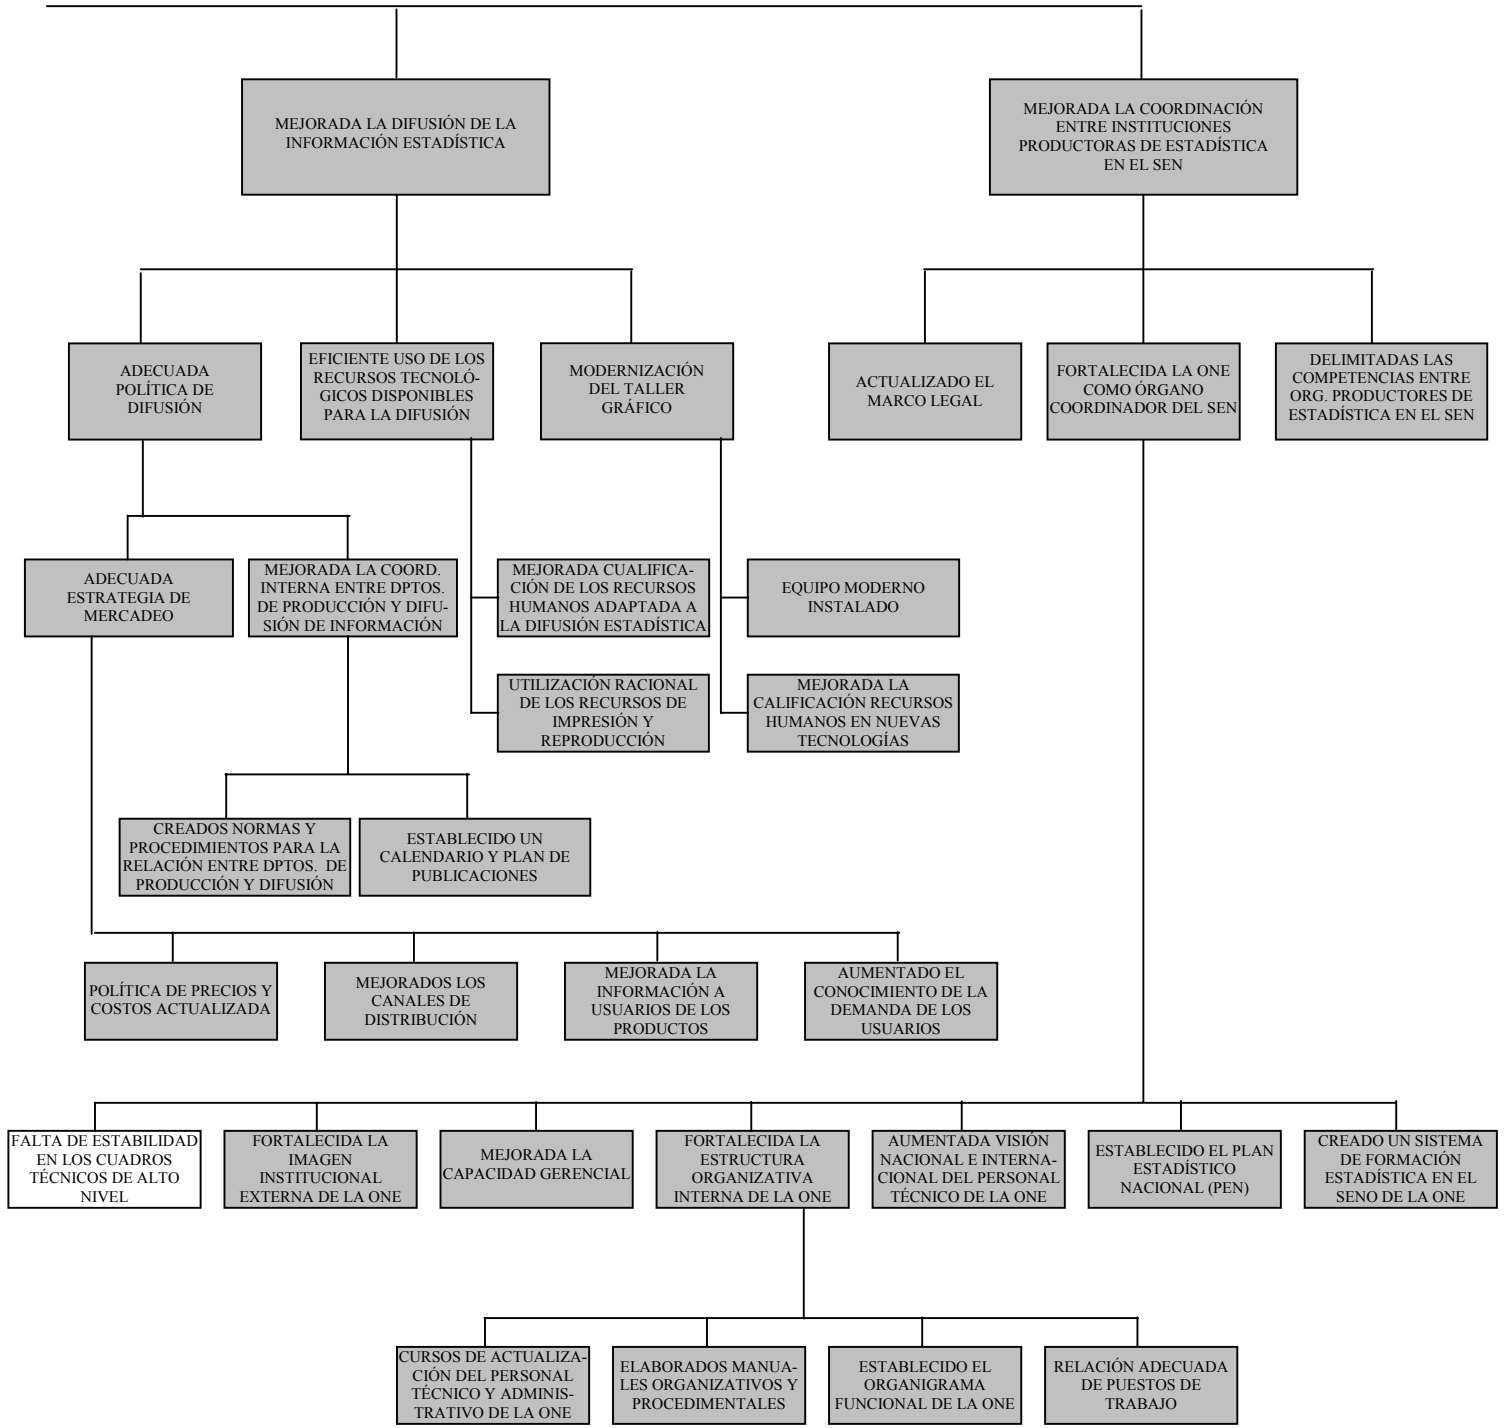 MEJORADA LA DIFUSIÓN DE LA
INFORMACIÓN ESTADÍSTICA
MEJORADA LA COORDINACIÓN
ENTRE INSTITUCIONES
PRODUCTORAS DE ESTADÍSTICA
EN EL SEN
ADECUADA
POLÍTICA DE
DIFUSIÓN
EFICIENTE USO DE LOS
RECURSOS TECNOLÓ-
GICOS DISPONIBLES
PARA LA DIFUSIÓN
MODERNIZACIÓN
DEL TALLER
GRÁFICO
ACTUALIZADO EL
MARCO LEGAL
FORTALECIDA LA ONE
COMO ÓRGANO
COORDINADOR DEL SEN
DELIMITADAS LAS
COMPETENCIAS ENTRE
ORG. PRODUCTORES DE
ESTADÍSTICA EN EL SEN
ADECUADA
ESTRATEGIA DE
MERCADEO
MEJORADA LA COORD.
INTERNA ENTRE DPTOS.
DE PRODUCCIÓN Y DIFU-
SIÓN DE INFORMACIÓN
MEJORADA CUALIFICA-
CIÓN DE LOS RECURSOS
HUMANOS ADAPTADA A
LA DIFUSIÓN ESTADÍSTICA
EQUIPO MODERNO
INSTALADO
UTILIZACIÓN RACIONAL
DE LOS RECURSOS DE
IMPRESIÓN Y
REPRODUCCIÓN
MEJORADA LA
CALIFICACIÓN RECURSOS
HUMANOS EN NUEVAS
TECNOLOGÍAS
CREADOS NORMAS Y
PROCEDIMIENTOS PARA LA
RELACIÓN ENTRE DPTOS. DE
PRODUCCIÓN Y DIFUSIÓN
ESTABLECIDO UN
CALENDARIO Y PLAN DE
PUBLICACIONES
POLÍTICA DE PRECIOS Y
COSTOS ACTUALIZADA
MEJORADOS LOS
CANALES DE
DISTRIBUCIÓN
MEJORADA LA
INFORMACIÓN A
USUARIOS DE LOS
PRODUCTOS
AUMENTADO EL
CONOCIMIENTO DE LA
DEMANDA DE LOS
USUARIOS
FALTA DE ESTABILIDAD
EN LOS CUADROS
TÉCNICOS DE ALTO
NIVEL
FORTALECIDA LA
IMAGEN
INSTITUCIONAL
EXTERNA DE LA ONE
MEJORADA LA
CAPACIDAD GERENCIAL
FORTALECIDA LA
ESTRUCTURA
ORGANIZATIVA
INTERNA DE LA ONE
AUMENTADA VISIÓN
NACIONAL E INTERNA-
CIONAL DEL PERSONAL
TÉCNICO DE LA ONE
ESTABLECIDO EL PLAN
ESTADÍSTICO
NACIONAL (PEN)
CREADO UN SISTEMA
DE FORMACIÓN
ESTADÍSTICA EN EL
SENO DE LA ONE
CURSOS DE ACTUALIZA-
CIÓN DEL PERSONAL
TÉCNICO Y ADMINIS-
TRATIVO DE LA ONE
ELABORADOS MANUA-
LES ORGANIZATIVOS Y
PROCEDIMENTALES
ESTABLECIDO EL
ORGANIGRAMA
FUNCIONAL DE LA ONE
RELACIÓN ADECUADA
DE PUESTOS DE
TRABAJO